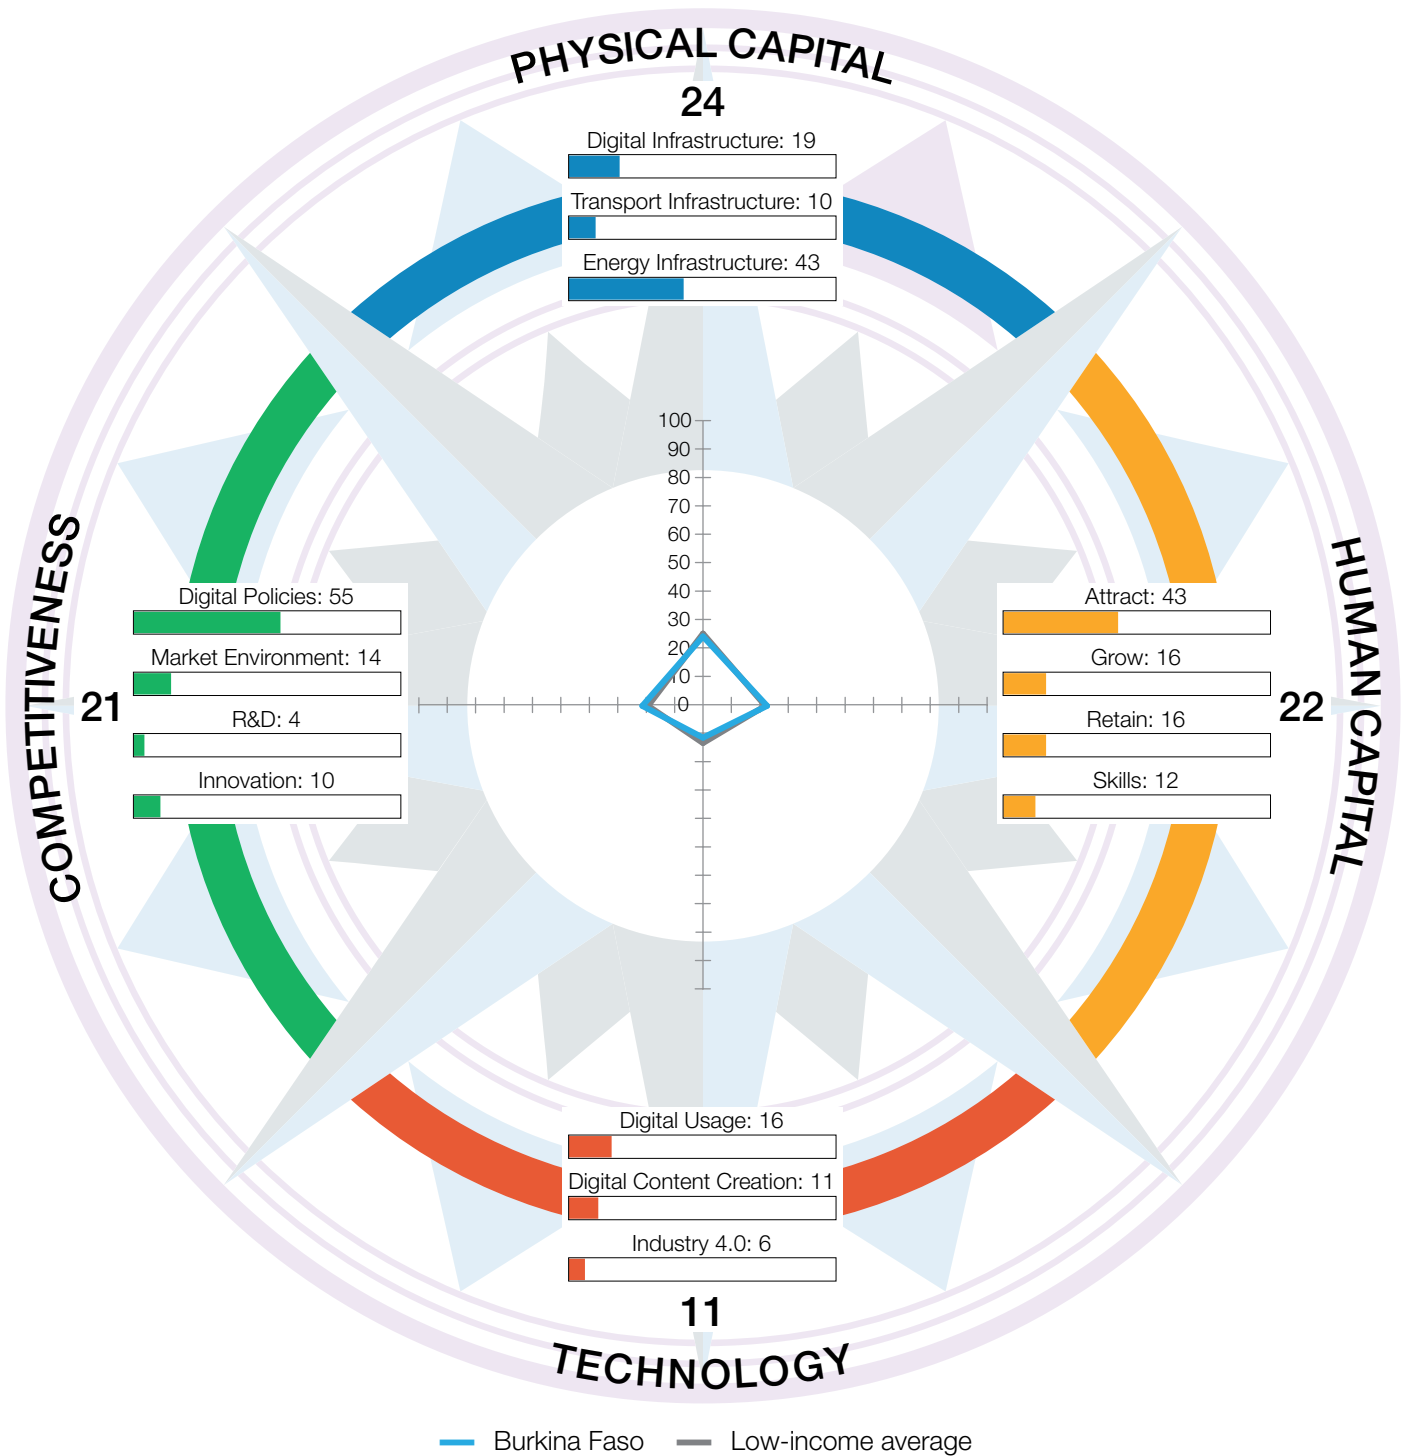 PHYSICAL CAPITAL
24
Digital Infrastructure: 19
Transport Infrastructure: 10
Energy Infrastructure: 43
100
90
80
70
60
50
40
30
20
10
0
COMPETITIVENESS
21
Digital Policies: 55
Market Environment: 14
R&D: 4
Innovation: 10
HUMAN CAPITAL
22
Attract: 43
Grow: 16
Retain: 16
Skills: 12
Digital Usage: 16
Digital Content Creation: 11
Industry 4.0: 6
11
TECHNOLOGY
Burkina Faso
Low-income average